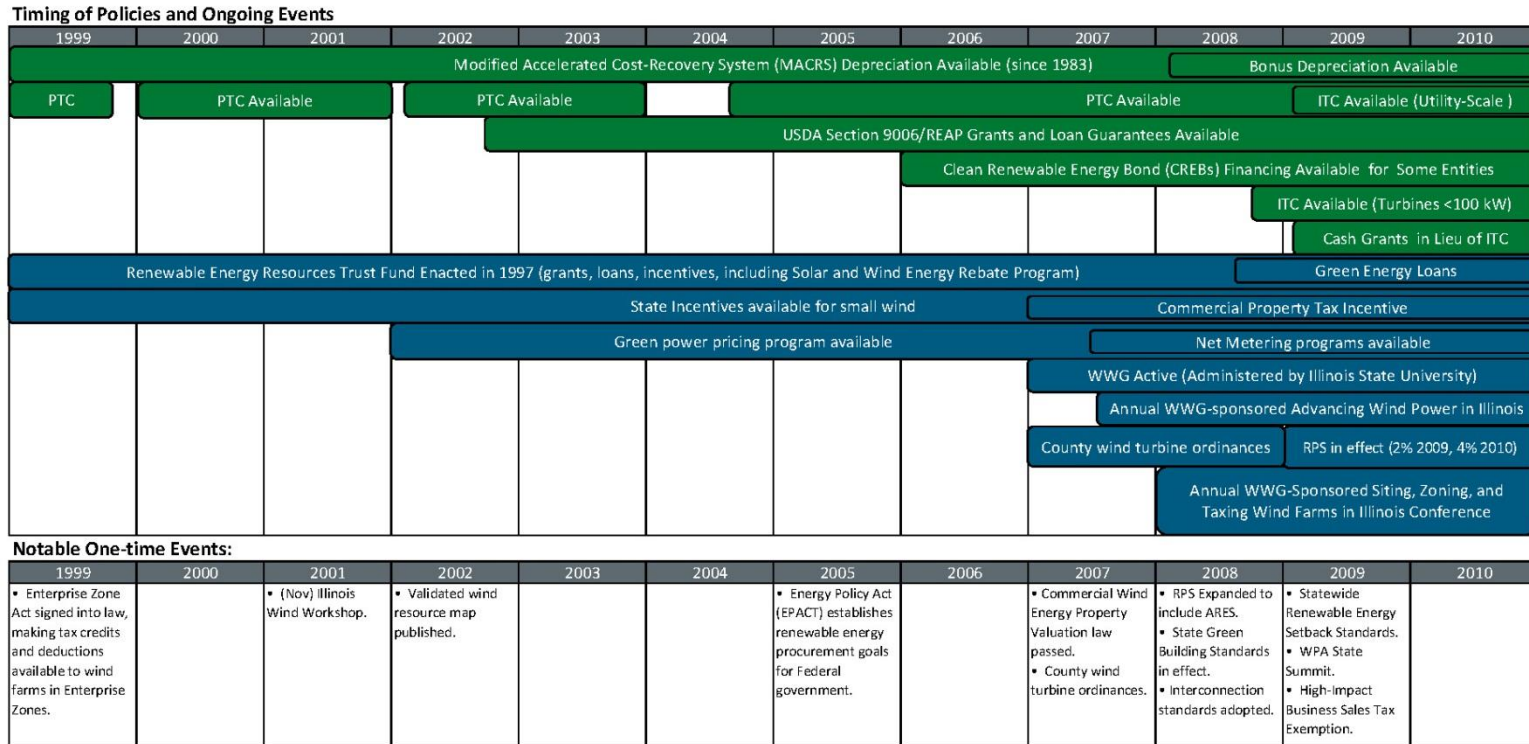 Timing of Policies and Ongoing Events
1999 2000 2001 2002 2003 2004 2005 2006 2007 2008 2009 2010
Modified Accelerated Cost-Recovery System (MACRS) Depreciation Available (since 1983) Bonus Depreciation Available
PTC PTC Available PTC Available PTC Available ITC Available (Utility-Scale )
USDA Section 9006/REAP Grants and Loan Guarantees Available
Clean Renewable Energy Bond (CREBs) Financing Available for Some Entities
ITC Available (Turbines <100 kW)
Cash Grants in Lieu of ITC
Renewable Energy Resources Trust Fund Enacted in 1997 (grants, loans, incentives, including Solar and Wind Energy Rebate Program) Green Energy Loans
State Incentives available for small wind Commercial Property Tax Incentive
Green power pricing program available Net Metering programs available
WWG Active (Administered by Illinois State University)
Annual WWG-sponsored Advancing Wind Power in Illinois
County wind turbine ordinances RPS in effect (2% 2009, 4% 2010)
Annual WWG-Sponsored Siting, Zoning, and
Taxing Wind Farms in Illinois Conference
Notable One-time Events:
1999 2000 2001 2002 2003 2004 2005 2006 2007 2008 2009 2010
• Enterprise Zone
Act signed into law,
making tax credits
and deductions
available to wind
farms in Enterprise
Zones.
• (Nov) Illinois
Wind Workshop.
• Validated wind
resource map
published.
• Energy Policy Act
(EPACT) establishes
renewable energy
procurement goals
for Federal
government.
• Commercial Wind
Energy Property
Valuation law
passed.
• County wind
turbine ordinances.
• RPS Expanded to
include ARES.
• State Green
Building Standards
in effect.
• Interconnection
standards adopted.
• Statewide
Renewable Energy
Setback Standards.
• WPA State
Summit.
• High-Impact
Business Sales Tax
Exemption.